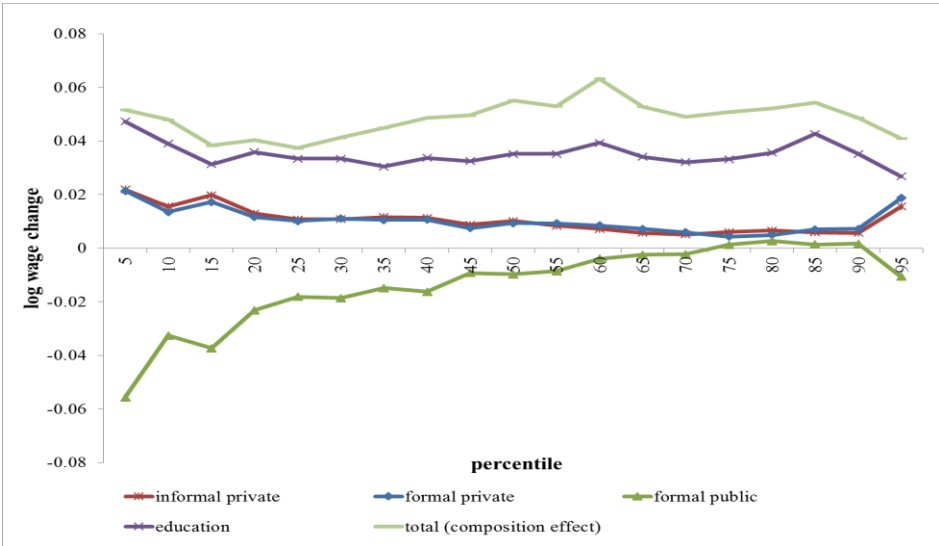 0.08
0.06
0.04
0.02
0
-0.02
-0.04
-0.06
-0.08
log wage change
5 10 15 20 25 30 35 40 45 50 55 60 65 70 75 80 85 90 95
percentile
informal private formal private formal public
education total (composition effect)